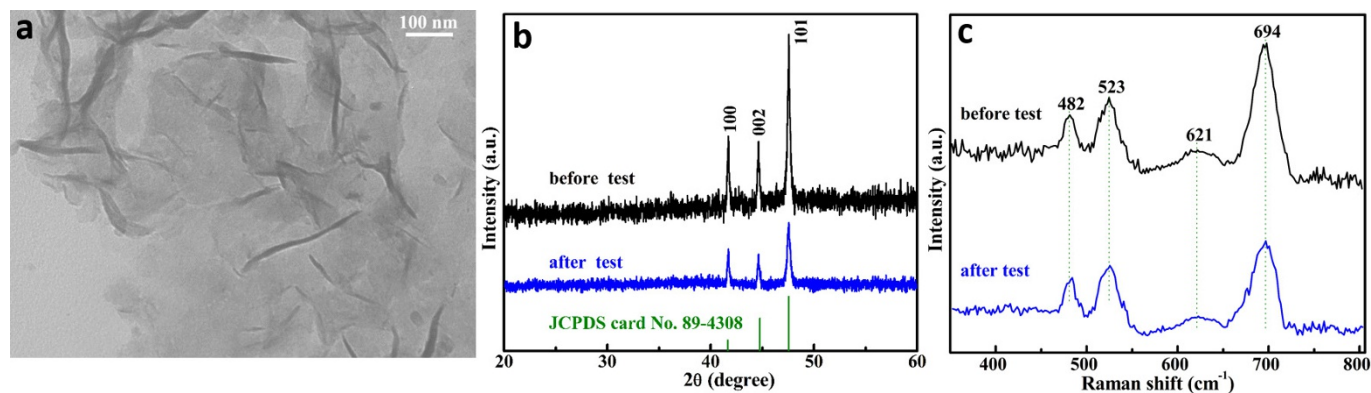 a
100 nm
b
Intensity (a.u.)
before test
after test
JCPDS card No. 89-4308
100
002
101
20
30
40
50
60
2θ (degree)
c
Intensity (a.u.)
before test
after test
482
523
621
694
400
500
600
700
800
Raman shift (cm⁻¹)